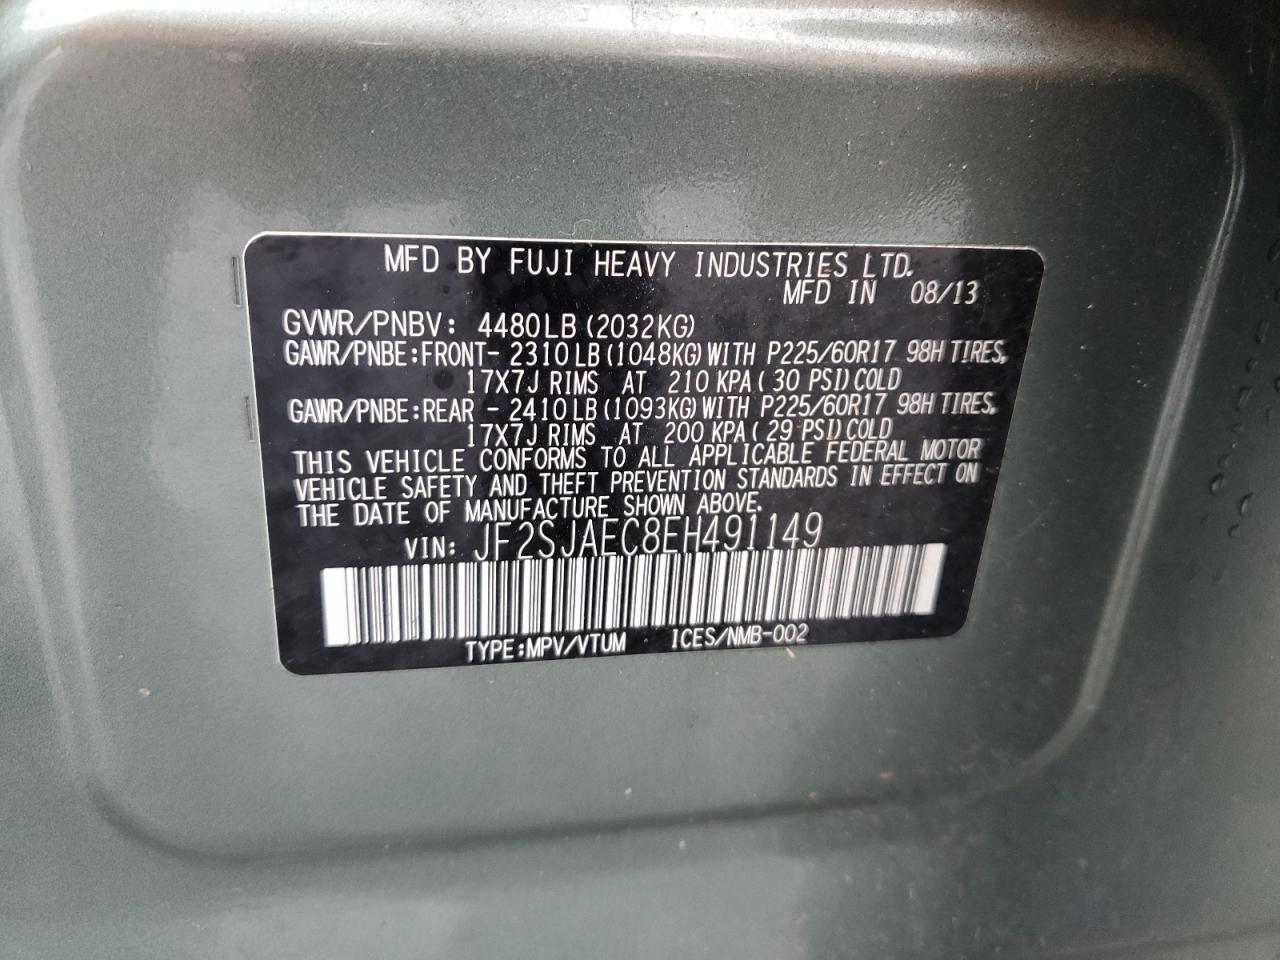 MFD BY FUJI HEAVY INDUSTRIES LTD.
MFD IN 08/13
GVWR/PNBV: 4480LB (2032KG)
GAWR/PNBE:FRONT- 2310LB (1048KG) WITH P225/60R17 98H TIRES,
17X7J RIMS AT 210 KPA (30 PSI) COLD
GAWR/PNBE:REAR - 2410LB (1093KG) WITH P225/60R17 98H TIRES,
17X7J RIMS AT 200 KPA (29 PSI) COLD
THIS VEHICLE CONFORMS TO ALL APPLICABLE FEDERAL MOTOR
VEHICLE SAFETY AND THEFT PREVENTION STANDARDS IN EFFECT ON
THE DATE OF MANUFACTURE SHOWN ABOVE.
VIN: JF2SJAEC8EH491149
TYPE:MPV/VTUM ICES/NMB-002